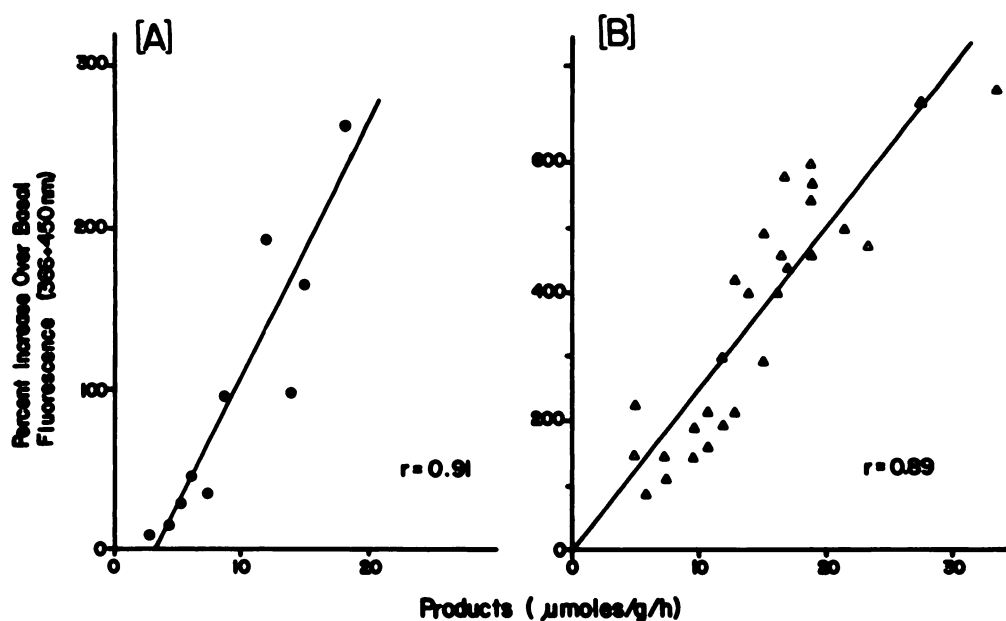 [A]
[B]
Percent Increase Over Basal
Fluorescence (366→450nm)
300
200
100
0
0
10
20
r = 0.91
600
400
200
0
0
10
20
30
r = 0.89
Products ( μmoles/g/h)